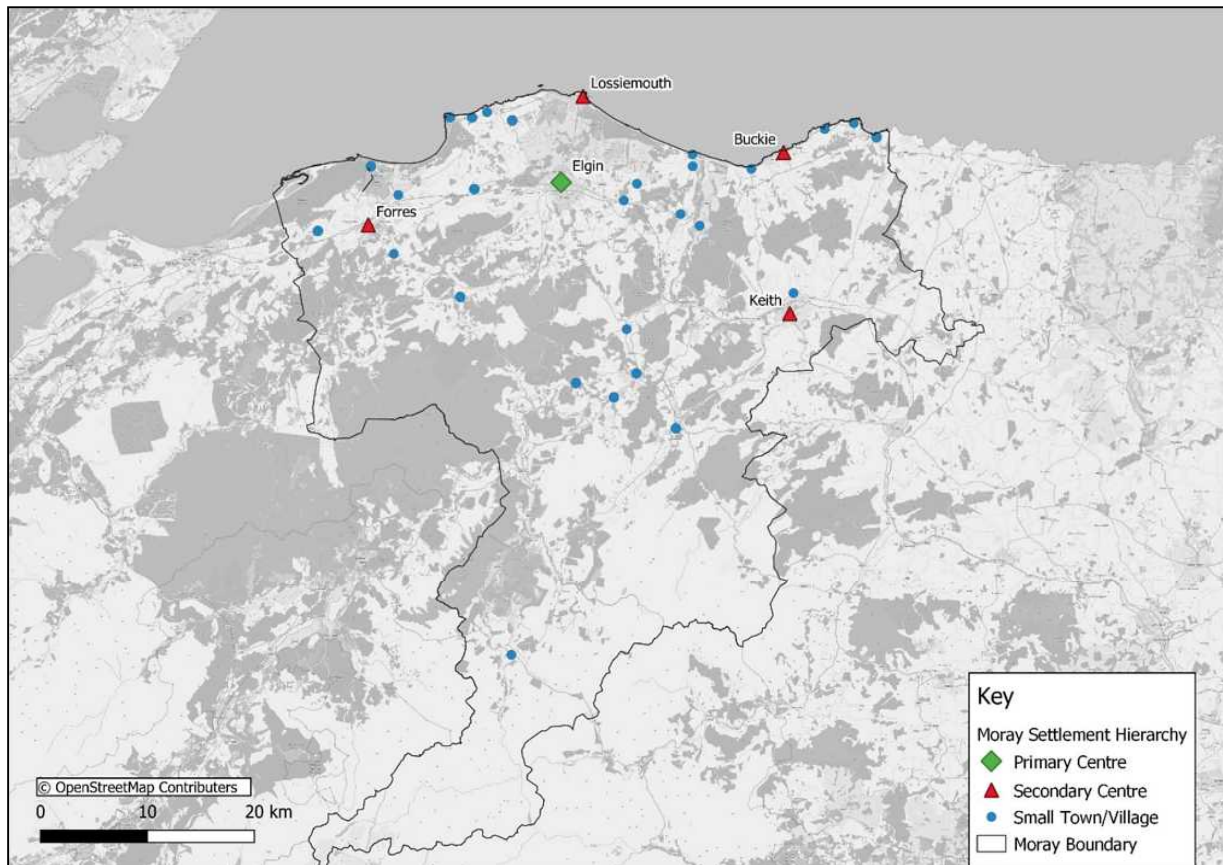 Lossiemouth
Buckie
Elgin
Forres
Keith
Key
Moray Settlement Hierarchy
Primary Centre
Secondary Centre
Small Town/Village
Moray Boundary
© OpenStreetMap Contributers
0 10 20 km